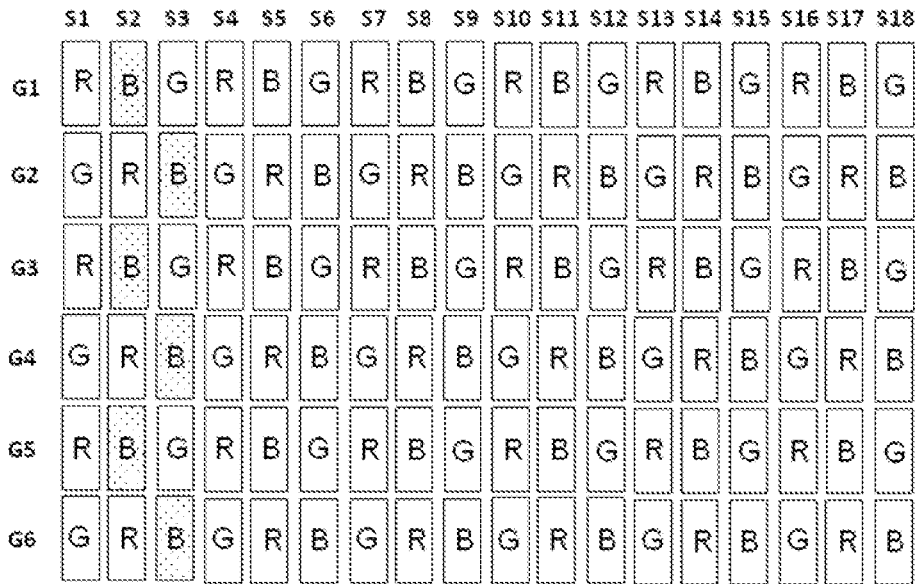 S1 S2 S3 S4 S5 S6 S7 S8 S9 S10 S11 S12 S13 S14 S15 S16 S17 S18
G1 R B G R B G R B G R B G R B G R B G
G2 G R B G R B G R B G R B G R B G R B
G3 R B G R B G R B G R B G R B G R B G
G4 G R B G R B G R B G R B G R B G R B
G5 R B G R B G R B G R B G R B G R B G
G6 G R B G R B G R B G R B G R B G R B